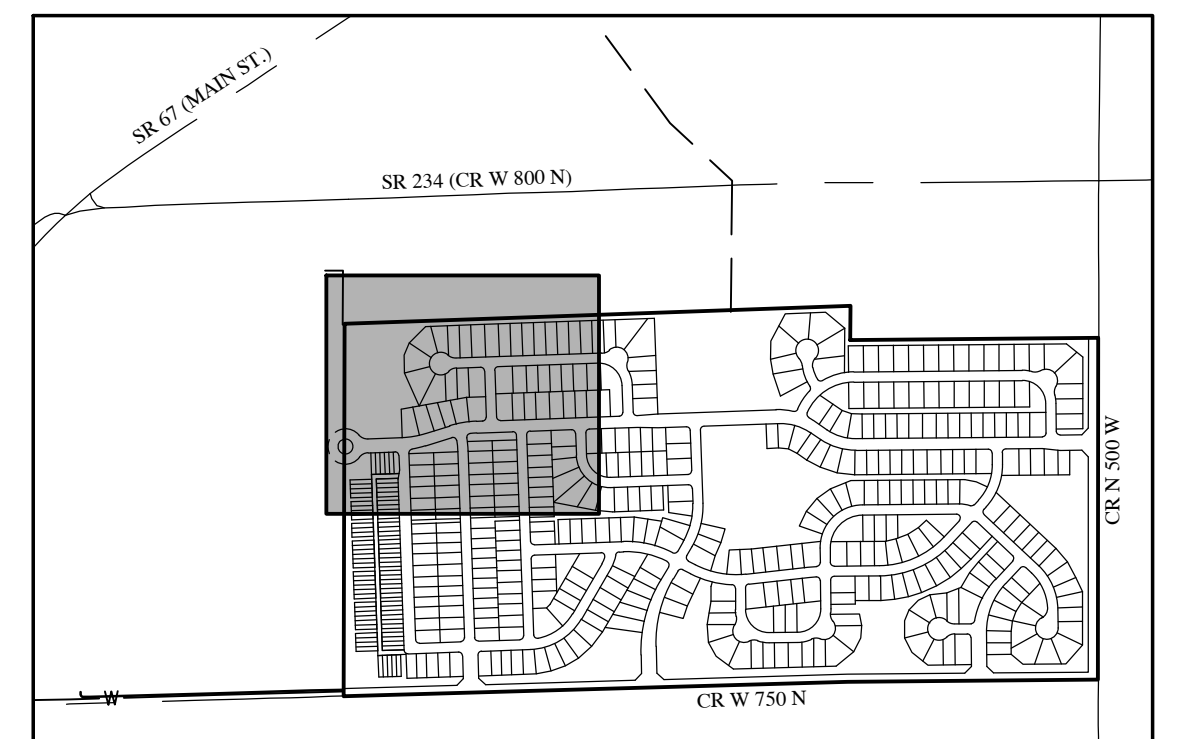 SR 67 (MAIN ST.)
SR 234 (CR W 800 N)
CR N 500 W
W
CR W 750 N